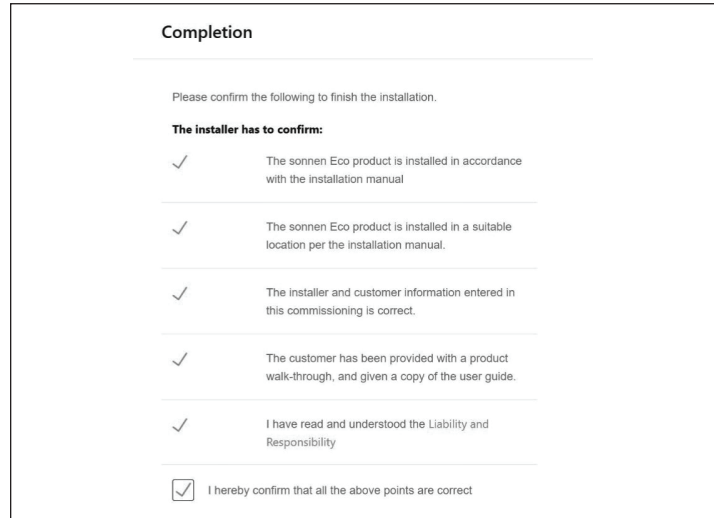 Completion
Please confirm the following to finish the installation.
The installer has to confirm:
The sonnen Eco product is installed in accordance
with the installation manual
The sonnen Eco product is installed in a suitable
location per the installation manual.
The installer and customer information entered in
this commissioning is correct.
The customer has been provided with a product
walk-through, and given a copy of the user guide.
I have read and understood the Liability and
Responsibility
I hereby confirm that all the above points are correct